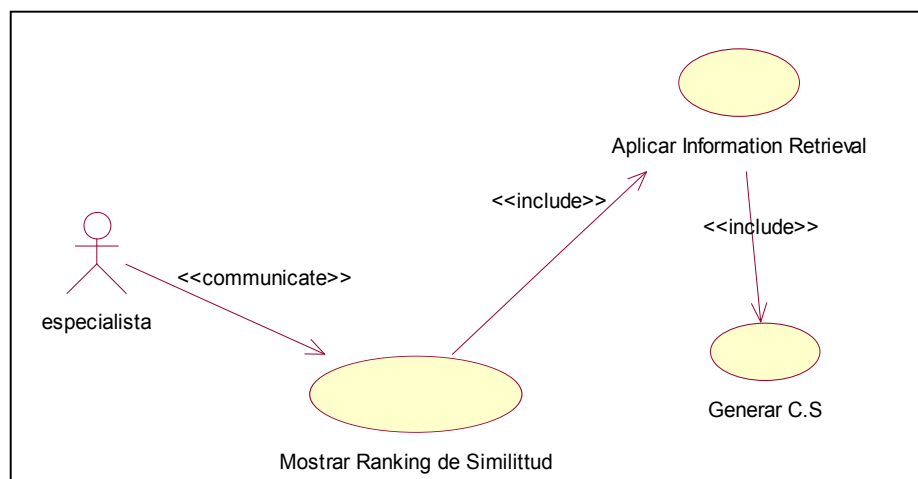 Aplicar Information Retrieval
<<include>>
<<include>>
<<communicate>>
especialista
Generar C.S
Mostrar Ranking de Similittud